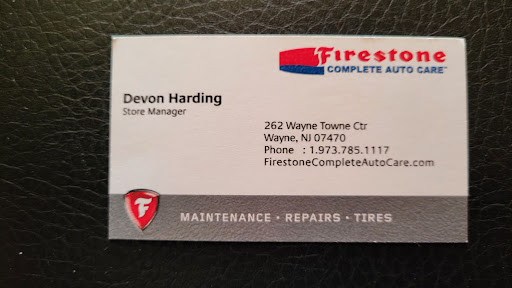 Firestone
COMPLETE AUTO CARE™
Devon Harding
Store Manager
262 Wayne Towne Ctr
Wayne, NJ 07470
Phone : 1.973.785.1117
FirestoneCompleteAutoCare.com
F
MAINTENANCE • REPAIRS • TIRES